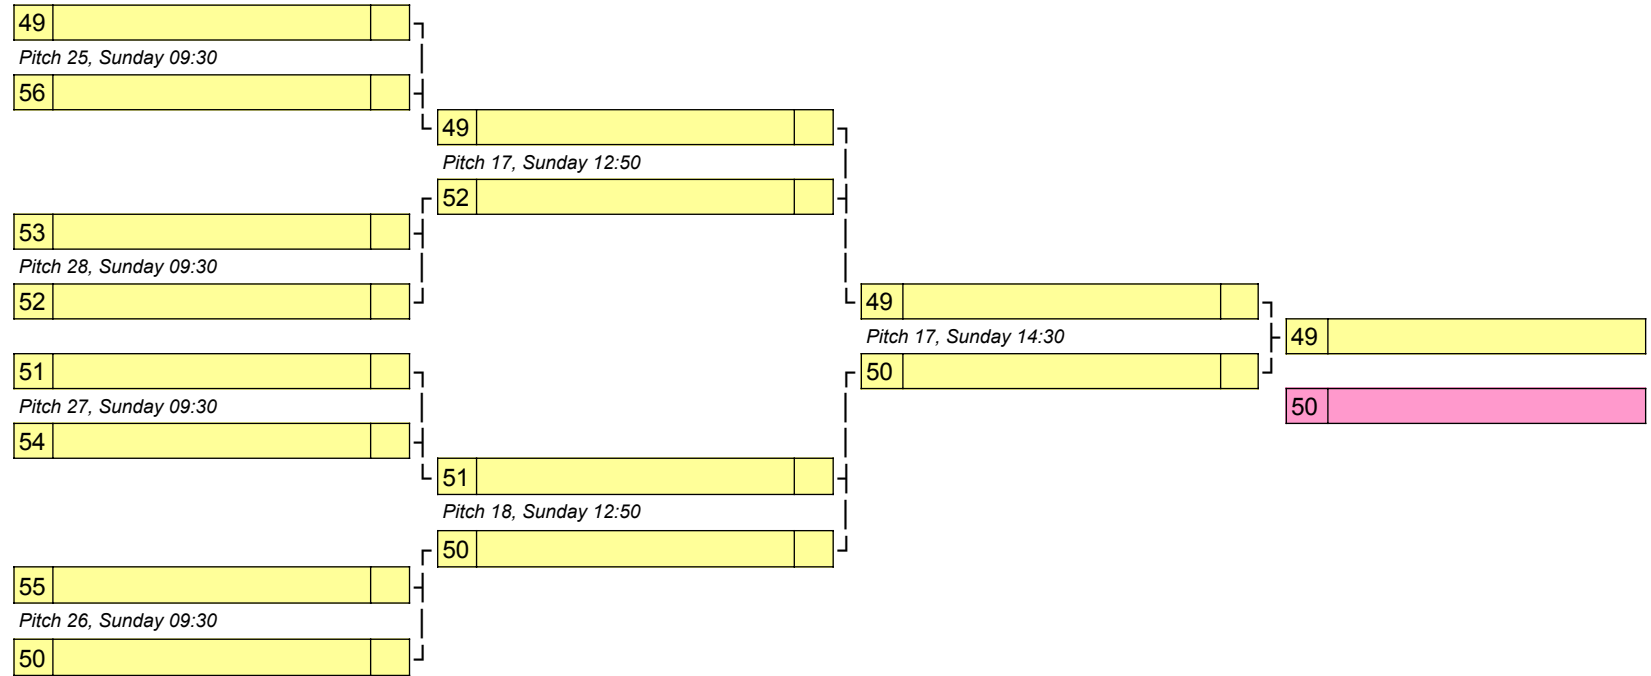 49
Pitch 25, Sunday 09:30
56
49
Pitch 17, Sunday 12:50
52
53
Pitch 28, Sunday 09:30
52
49
Pitch 17, Sunday 14:30
49
51
50
50
Pitch 27, Sunday 09:30
54
51
Pitch 18, Sunday 12:50
50
55
Pitch 26, Sunday 09:30
50